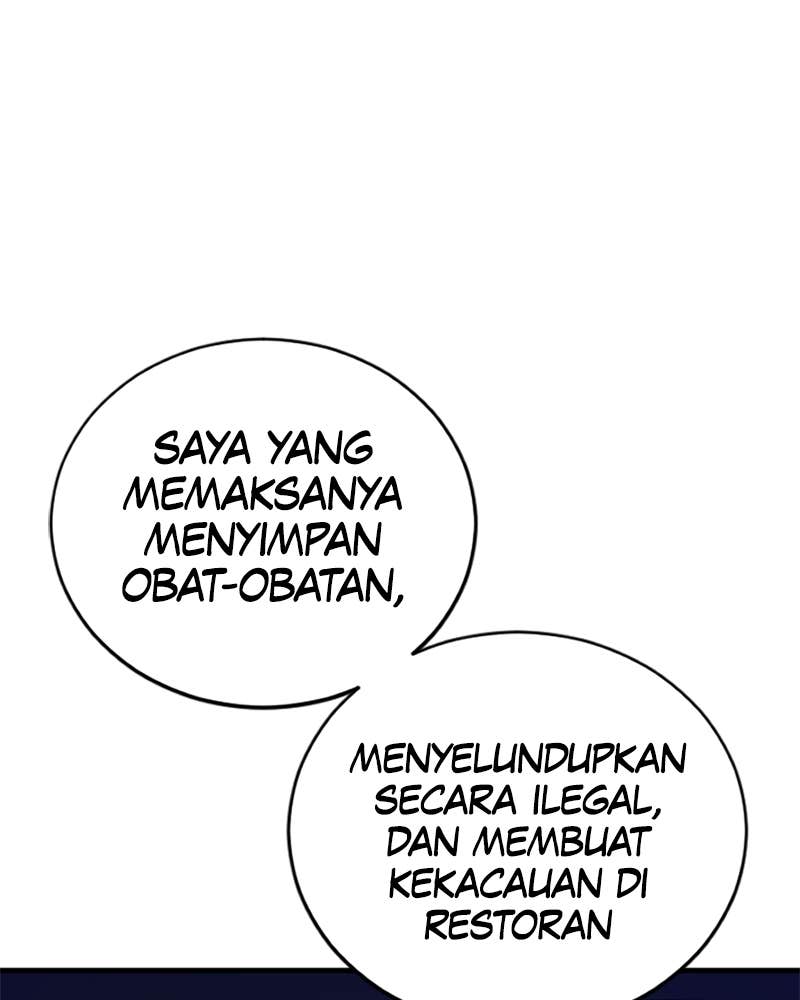 SAYA YANG
MEMAKSANYA
MENYIMPAN
OBAT-OBATAN,
MENYELUNDUPKAN
SECARA ILEGAL,
DAN MEMBUAT
KEKACAUAN DI
RESTORAN